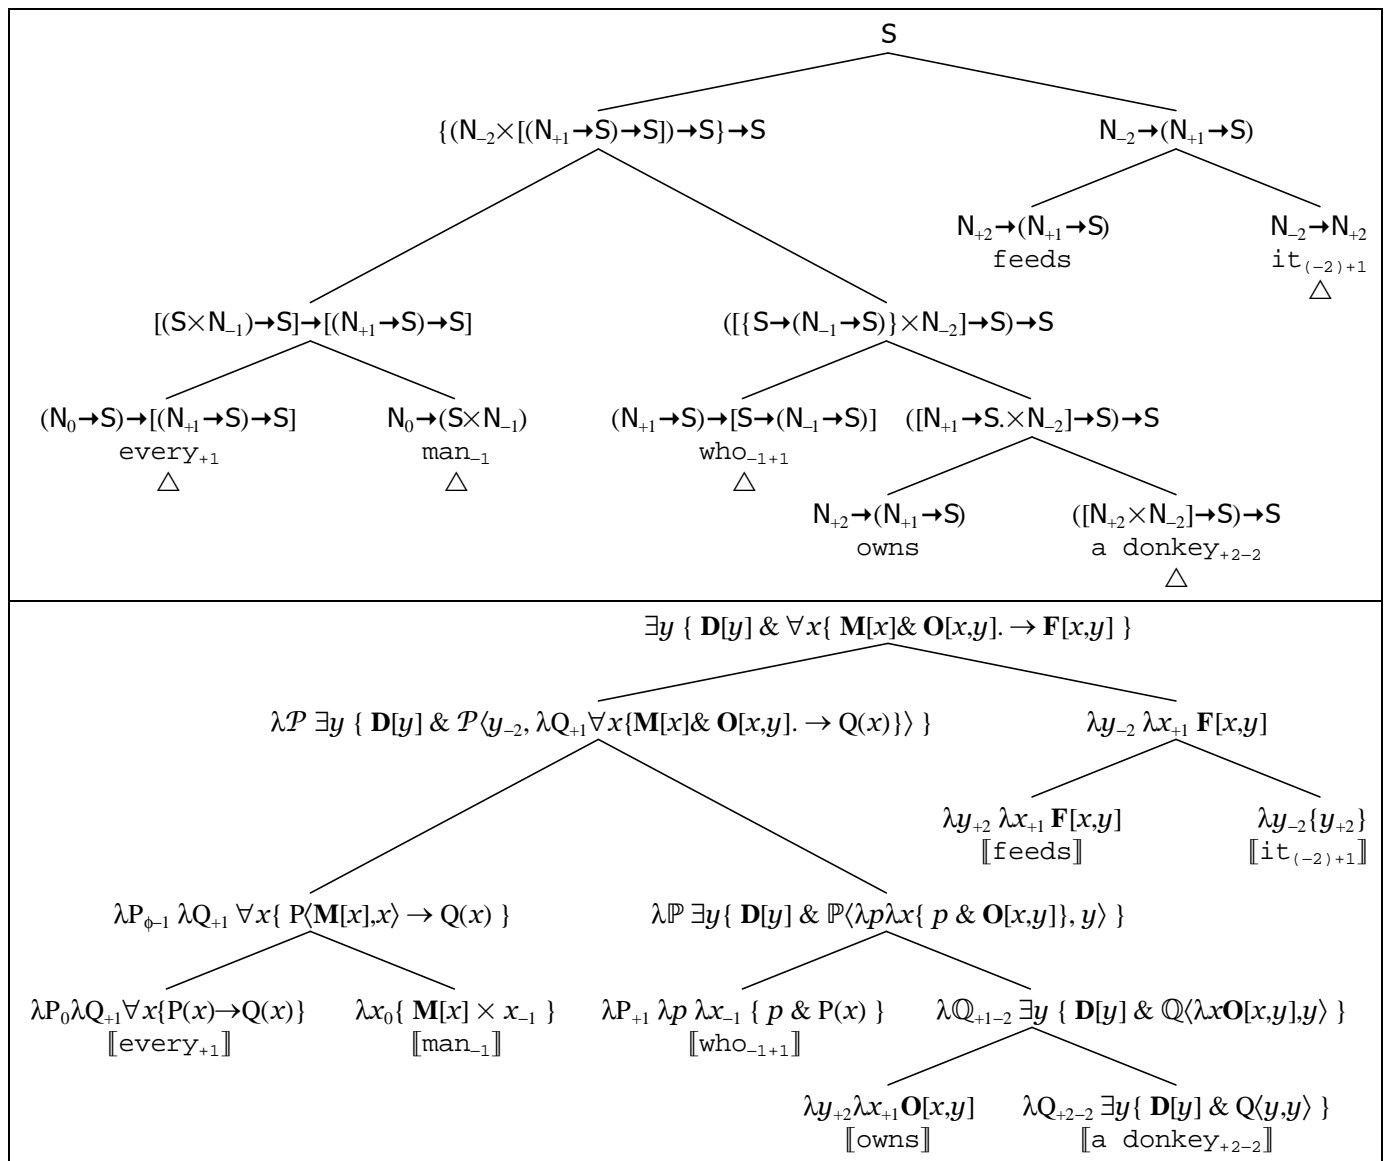 S
{(N₋₂×[(N₊₁→S)→S])→S}→S N₋₂→(N₊₁→S)
N₊₂→(N₊₁→S) N₋₂→N₊₂
feeds it₍₋₂₎₊₁
△
[(S×N₋₁)→S]→[(N₊₁→S)→S] ([{S→(N₋₁→S)}×N₋₂]→S)→S
(N₀→S)→[(N₊₁→S)→S] N₀→(S×N₋₁) (N₊₁→S)→[S→(N₋₁→S)] ([N₊₁→S.×N₋₂]→S)→S
every₊₁ man₋₁ who₋₁₊₁
△ △ △
N₊₂→(N₊₁→S) ([N₊₂×N₋₂]→S)→S
owns a donkey₊₂₋₂
△
∃y { D[y] & ∀x{ M[x]& O[x,y]. → F[x,y] }
λ𝒫 ∃y { D[y] & 𝒫⟨y₋₂, λQ₊₁∀x{M[x]& O[x,y]. → Q(x)}⟩ } λy₋₂ λx₊₁ F[x,y]
λy₊₂ λx₊₁ F[x,y] λy₋₂{y₊₂}
⟦feeds⟧ ⟦it₍₋₂₎₊₁⟧
λP_ϕ₋₁ λQ₊₁ ∀x{ P⟨M[x],x⟩ → Q(x) } λℙ ∃y{ D[y] & ℙ⟨λpλx{ p & O[x,y]}, y⟩ }
λP₀λQ₊₁∀x{P(x)→Q(x)} λx₀{ M[x] × x₋₁ } λP₊₁ λp λx₋₁ { p & P(x) } λℚ₊₁₋₂ ∃y { D[y] & ℚ⟨λxO[x,y],y⟩ }
⟦every₊₁⟧ ⟦man₋₁⟧ ⟦who₋₁₊₁⟧
λy₊₂λx₊₁O[x,y] λQ₊₂₋₂ ∃y{ D[y] & Q⟨y,y⟩ }
⟦owns⟧ ⟦a donkey₊₂₋₂⟧